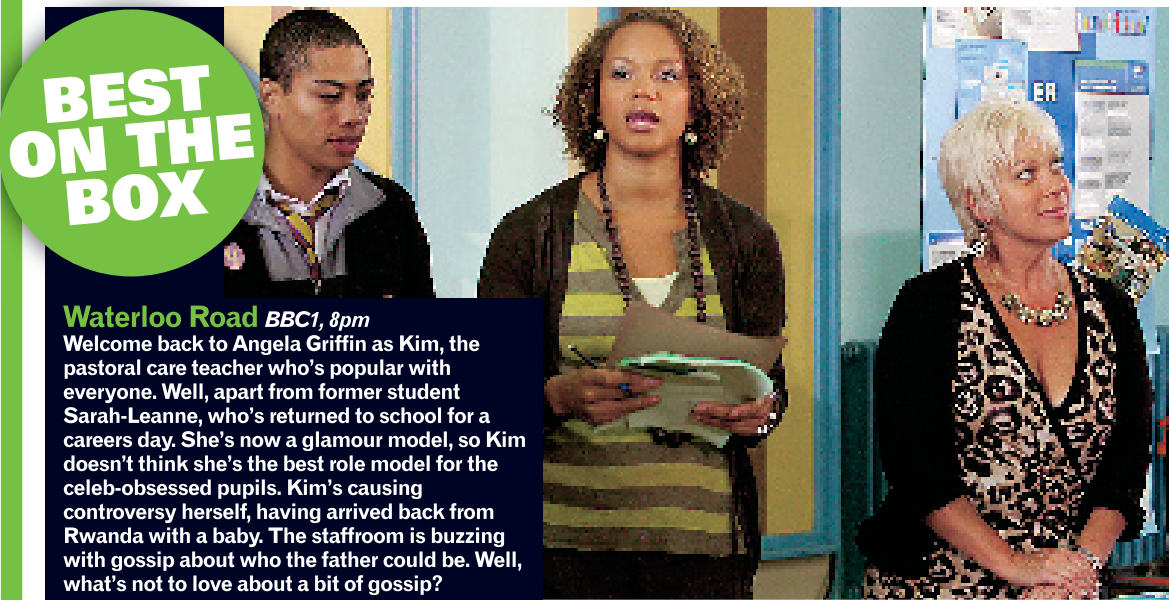 BEST
ON THE
BOX
ER
Waterloo Road BBC1, 8pm
Welcome back to Angela Griffin as Kim, the
pastoral care teacher who's popular with
everyone. Well, apart from former student
Sarah-Leanne, who's returned to school for a
careers day. She's now a glamour model, so Kim
doesn't think she's the best role model for the
celeb-obsessed pupils. Kim's causing
controversy herself, having arrived back from
Rwanda with a baby. The staffroom is buzzing
with gossip about who the father could be. Well,
what's not to love about a bit of gossip?